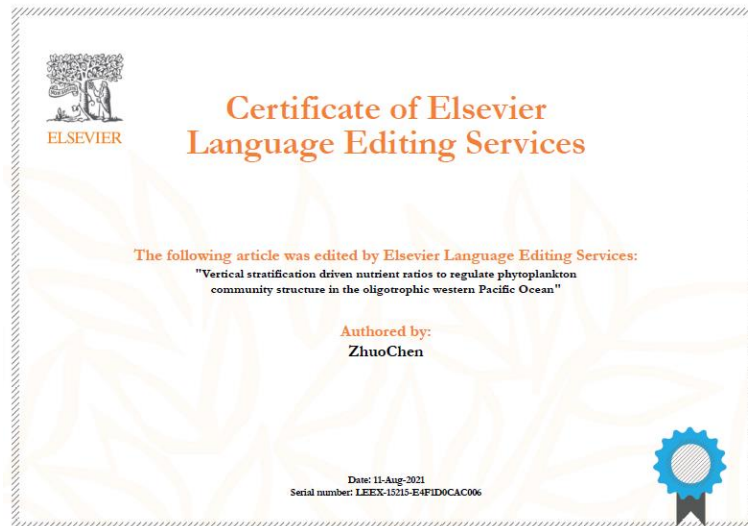 ELSEVIER
Certificate of Elsevier
Language Editing Services
The following article was edited by Elsevier Language Editing Services:
"Vertical stratification driven nutrient ratios to regulate phytoplankton
community structure in the oligotrophic western Pacific Ocean"
Authored by:
ZhuoChen
Date: 11-Aug-2021
Serial number: LEEX-15215-E4F1D0CAC006